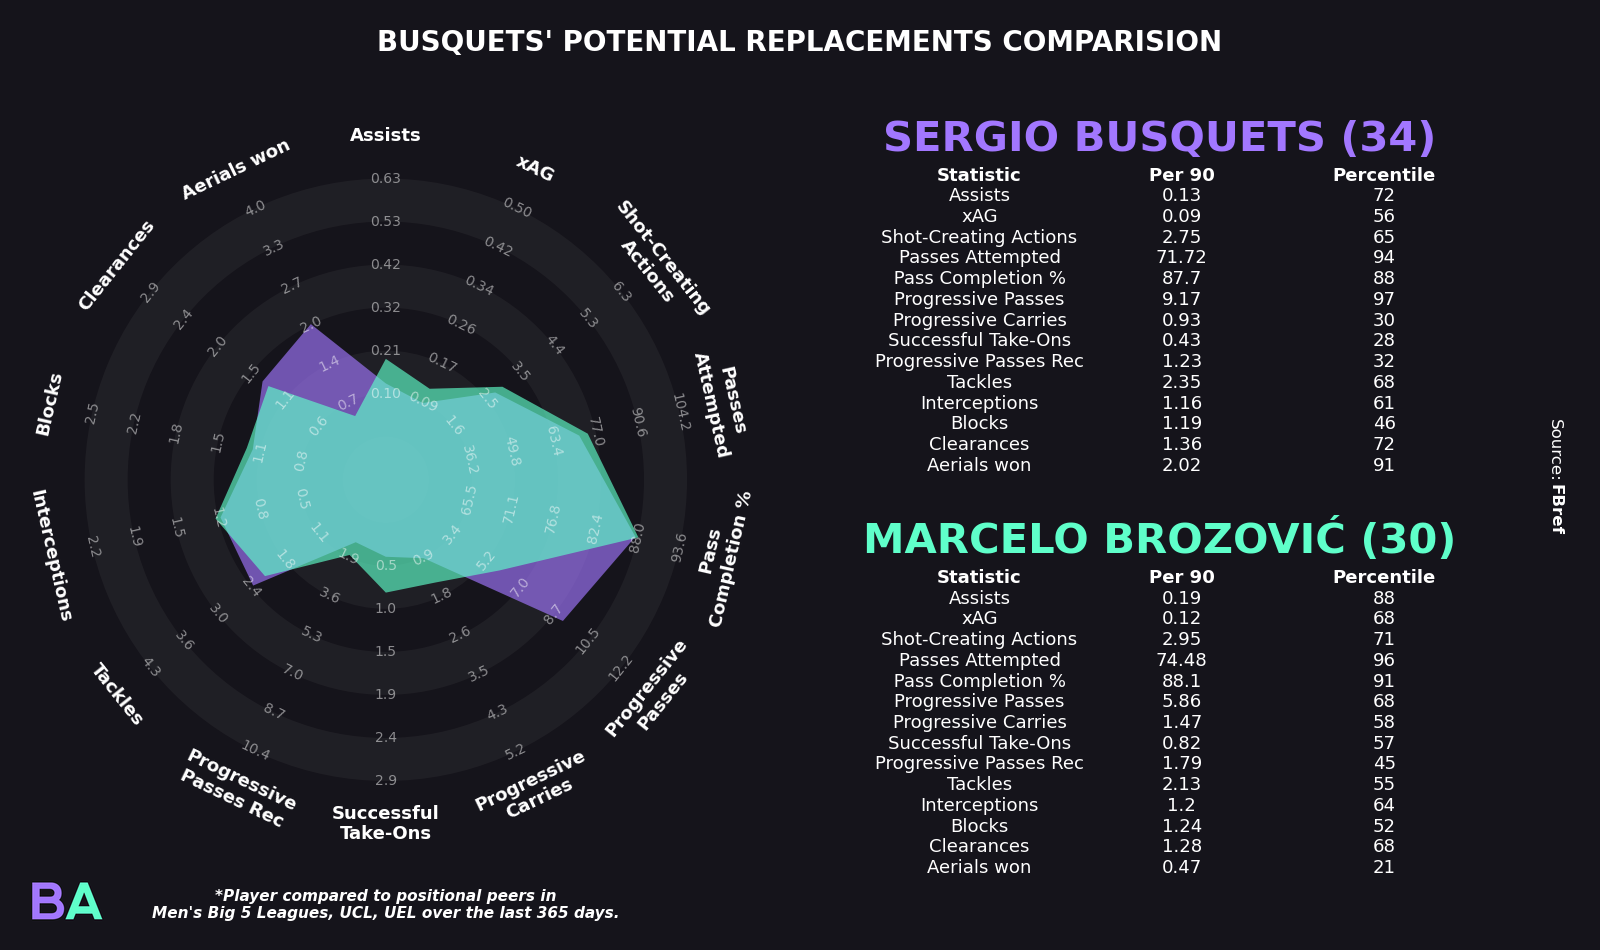 BUSQUETS' POTENTIAL REPLACEMENTS COMPARISION
Assists
xAG
Shot-Creating
Actions
Passes
Attempted
Pass
Completion %
Progressive
Passes
Progressive
Carries
Successful
Take-Ons
Progressive
Passes Rec
Tackles
Interceptions
Blocks
Clearances
Aerials won
0.10
0.21
0.32
0.42
0.53
0.63
0.09
0.17
0.26
0.34
0.42
0.50
1.6
2.5
3.5
4.4
5.3
6.3
36.2
49.8
63.4
77.0
90.6
104.2
65.5
71.1
76.8
82.4
88.0
93.6
3.4
5.2
7.0
8.7
10.5
12.2
0.9
1.8
2.6
3.5
4.3
5.2
0.5
1.0
1.5
1.9
2.4
2.9
1.9
3.6
5.3
7.0
8.7
10.4
1.1
1.8
2.4
3.0
3.6
4.3
0.5
0.8
1.2
1.5
1.9
2.2
0.8
1.1
1.5
1.8
2.2
2.5
0.6
1.1
1.5
2.0
2.4
2.9
0.7
1.4
2.0
2.7
3.3
4.0
SERGIO BUSQUETS (34)
Statistic Per 90 Percentile
Assists 0.13 72
xAG 0.09 56
Shot-Creating Actions 2.75 65
Passes Attempted 71.72 94
Pass Completion % 87.7 88
Progressive Passes 9.17 97
Progressive Carries 0.93 30
Successful Take-Ons 0.43 28
Progressive Passes Rec 1.23 32
Tackles 2.35 68
Interceptions 1.16 61
Blocks 1.19 46
Clearances 1.36 72
Aerials won 2.02 91
MARCELO BROZOVIĆ (30)
Statistic Per 90 Percentile
Assists 0.19 88
xAG 0.12 68
Shot-Creating Actions 2.95 71
Passes Attempted 74.48 96
Pass Completion % 88.1 91
Progressive Passes 5.86 68
Progressive Carries 1.47 58
Successful Take-Ons 0.82 57
Progressive Passes Rec 1.79 45
Tackles 2.13 55
Interceptions 1.2 64
Blocks 1.24 52
Clearances 1.28 68
Aerials won 0.47 21
Source: FBref
BA
*Player compared to positional peers in
Men's Big 5 Leagues, UCL, UEL over the last 365 days.